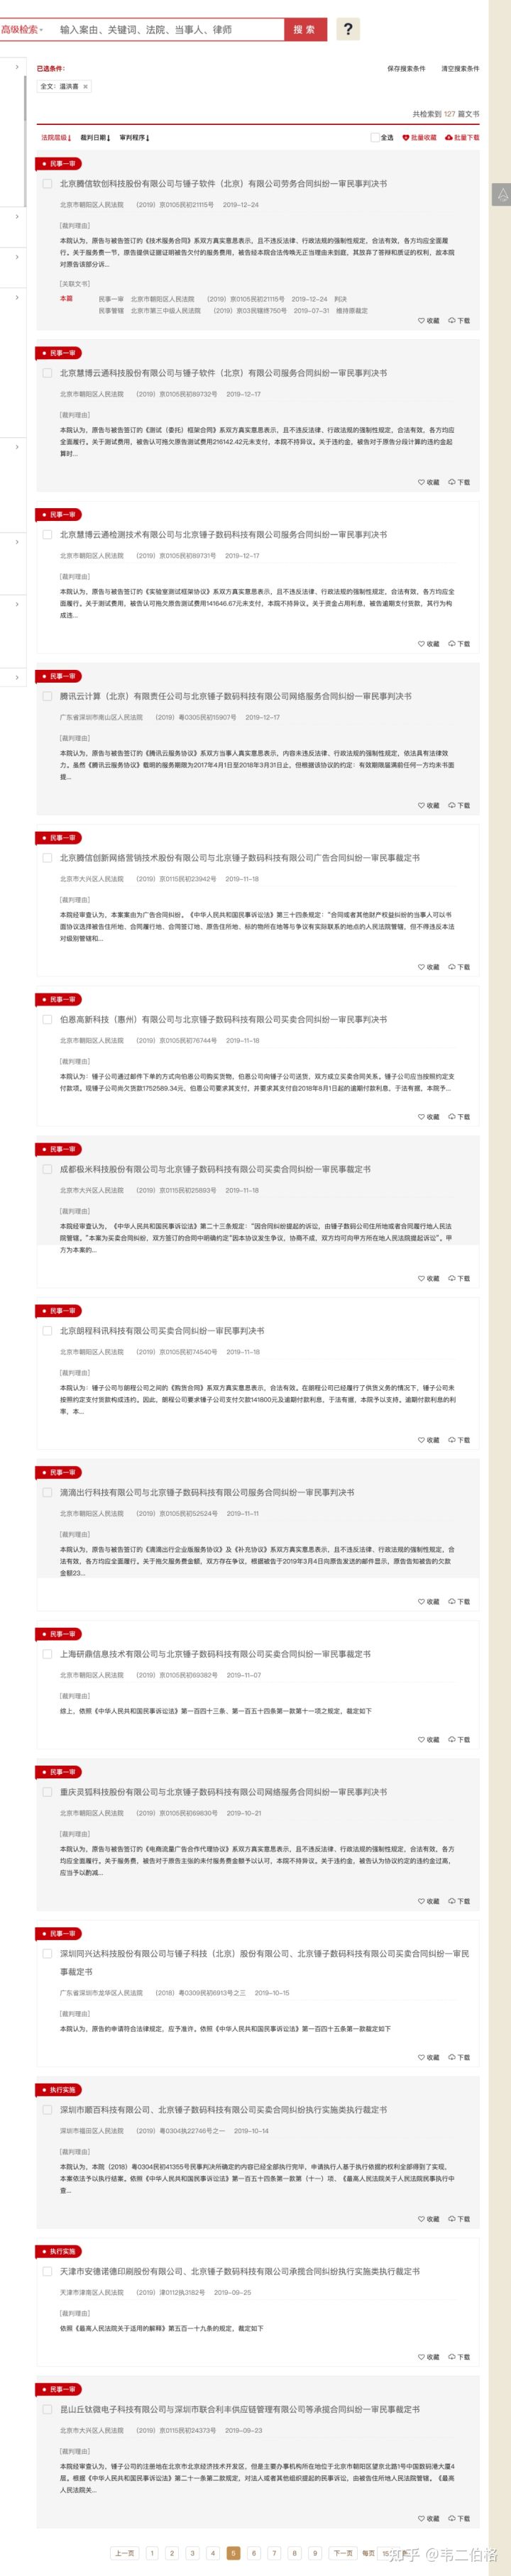 高级检索
输入案由、关键词、法院、当事人、律师
搜 索
?
已选条件:
保存搜索条件 清空搜索条件
全文：温洪喜 ×
共检索到 127 篇文书
法院层级 裁判日期 审判程序
全选 批量收藏 批量下载
民事一审
北京腾信软创科技股份有限公司与锤子软件（北京）有限公司劳务合同纠纷一审民事判决书
北京市朝阳区人民法院 （2019）京0105民初21115号 2019-12-24
[裁判理由]
本院认为，原告与被告签订的《技术服务合同》系双方真实意思表示，且不违反法律、行政法规的强制性规定，合法有效，各方均应全面履
行。关于服务费一节，原告提供证据证明被告欠付的服务费用，被告经本院合法传唤无正当理由未到庭，其放弃了答辩和质证的权利，故本院
对原告该部分诉...
[关联文书]
本篇 民事一审 北京市朝阳区人民法院 （2019）京0105民初21115号 2019-12-24 判决
民事管辖 北京市第三中级人民法院 （2019）京03民辖终750号 2019-07-31 维持原裁定
收藏 下载
民事一审
北京慧博云通科技股份有限公司与锤子软件（北京）有限公司服务合同纠纷一审民事判决书
北京市朝阳区人民法院 （2019）京0105民初89732号 2019-12-17
[裁判理由]
本院认为，原告与被告签订的《测试（委托）框架合同》系双方真实意思表示，且不违反法律、行政法规的强制性规定，合法有效，各方均应
全面履行。关于测试费用，被告认可拖欠原告测试费用216142.42元未支付，本院不持异议。关于违约金，被告对于原告分段计算的违约金起
算时...
收藏 下载
民事一审
北京慧博云通检测技术有限公司与北京锤子数码科技有限公司服务合同纠纷一审民事判决书
北京市朝阳区人民法院 （2019）京0105民初89731号 2019-12-17
[裁判理由]
本院认为，原告与被告签订的《实验室测试框架协议》系双方真实意思表示，且不违反法律、行政法规的强制性规定，合法有效，各方均应全
面履行。关于测试费用，被告认可拖欠原告测试费用141646.67元未支付，本院不持异议。关于资金占用利息，被告逾期支付货款，其行为构
成违...
收藏 下载
民事一审
腾讯云计算（北京）有限责任公司与北京锤子数码科技有限公司网络服务合同纠纷一审民事判决书
广东省深圳市南山区人民法院 （2019）粤0305民初15907号 2019-12-17
[裁判理由]
本院认为，原告与被告签订的《腾讯云服务协议》系双方当事人真实意思表示，内容未违反法律、行政法规的强制性规定，依法具有法律效
力。虽然《腾讯云服务协议》载明的服务期限为2017年4月1日至2018年3月31日止，但根据该协议的约定：有效期限届满前任何一方均未书面
提...
收藏 下载
民事一审
北京腾信创新网络营销技术股份有限公司与北京锤子数码科技有限公司广告合同纠纷一审民事裁定书
北京市大兴区人民法院 （2019）京0115民初23942号 2019-11-18
[裁判理由]
本院经审查认为，本案案由为广告合同纠纷。《中华人民共和国民事诉讼法》第三十四条规定：“合同或者其他财产权益纠纷的当事人可以书
面协议选择被告住所地、合同履行地、合同签订地、原告住所地、标的物所在地等与争议有实际联系的地点的人民法院管辖，但不得违反本法
对级别管辖和...
收藏 下载
民事一审
伯恩高新科技（惠州）有限公司与北京锤子数码科技有限公司买卖合同纠纷一审民事判决书
北京市朝阳区人民法院 （2019）京0105民初76744号 2019-11-18
[裁判理由]
本院认为：锤子公司通过邮件下单的方式向伯恩公司购买货物，伯恩公司向锤子公司送货，双方成立买卖合同关系。锤子公司应当按照约定支
付款项。现锤子公司尚欠货款1752589.34元，伯恩公司要求其支付，并要求其支付自2018年8月1日起的逾期付款利息，于法有据，本院予...
收藏 下载
民事一审
成都极米科技股份有限公司与北京锤子数码科技有限公司买卖合同纠纷一审民事裁定书
北京市大兴区人民法院 （2019）京0115民初25893号 2019-11-18
[裁判理由]
本院经审查认为，《中华人民共和国民事诉讼法》第二十三条规定：“因合同纠纷提起的诉讼，由锤子数码公司住所地或者合同履行地人民法
院管辖。”本案为买卖合同纠纷，双方签订的合同中明确约定“因本协议发生争议，协商不成，双方均可向甲方所在地人民法院提起诉讼”。甲
方为本案的...
收藏 下载
民事一审
北京朗程科讯科技有限公司买卖合同纠纷一审民事判决书
北京市朝阳区人民法院 （2019）京0105民初74540号 2019-11-18
[裁判理由]
本院认为：锤子公司与朗程公司之间的《购货合同》系双方真实意思表示，合法有效。在朗程公司已经履行了供货义务的情况下，锤子公司未
按照约定支付货款构成违约。因此，朗程公司要求锤子公司支付欠款141800元及逾期付款利息，于法有据，本院予以支持。逾期付款利息的利
率，本...
收藏 下载
民事一审
滴滴出行科技有限公司与北京锤子数码科技有限公司服务合同纠纷一审民事判决书
北京市朝阳区人民法院 （2019）京0105民初52524号 2019-11-11
[裁判理由]
本院认为，原告与被告签订的《滴滴出行企业版服务协议》及《补充协议》系双方真实意思表示，且不违反法律、行政法规的强制性规定，合
法有效，各方均应全面履行。关于拖欠服务费金额，双方存在争议，根据被告于2019年3月4日向原告发送的邮件显示，原告告知被告的欠款
金额23...
收藏 下载
民事一审
上海研鼎信息技术有限公司与北京锤子数码科技有限公司买卖合同纠纷一审民事裁定书
北京市朝阳区人民法院 （2019）京0105民初69382号 2019-11-07
[裁判理由]
综上，依照《中华人民共和国民事诉讼法》第一百四十三条、第一百五十四条第一款第十一项之规定，裁定如下
收藏 下载
民事一审
重庆灵狐科技股份有限公司与北京锤子数码科技有限公司网络服务合同纠纷一审民事判决书
北京市朝阳区人民法院 （2019）京0105民初69830号 2019-10-21
[裁判理由]
本院认为，原告与被告签订的《电商流量广告合作代理协议》系双方真实意思表示，且不违反法律、行政法规的强制性规定，合法有效，各方
均应全面履行。关于服务费，被告对于原告主张的未付服务费金额予以认可，本院不持异议。关于违约金，被告认为协议约定的违约金过高，
应当予以酌减...
收藏 下载
民事一审
深圳同兴达科技股份有限公司与锤子科技（北京）股份有限公司、北京锤子数码科技有限公司买卖合同纠纷一审民
事裁定书
广东省深圳市龙华区人民法院 （2018）粤0309民初6913号之三 2019-10-15
[裁判理由]
本院认为，原告的申请符合法律规定，应予准许。依照《中华人民共和国民事诉讼法》第一百四十五条第一款裁定如下
收藏 下载
执行实施
深圳市顺百科技有限公司、北京锤子数码科技有限公司买卖合同纠纷执行实施类执行裁定书
深圳市福田区人民法院 （2019）粤0304执22746号之一 2019-10-14
[裁判理由]
本院认为，本院（2018）粤0304民初41355号民事判决所确定的内容已经全部执行完毕，申请执行人基于执行依据的权利全部得到了实现，
本案依法予以执行结案。依照《中华人民共和国民事诉讼法》第一百五十四条第一款第（十一）项、《最高人民法院关于人民法院民事执行中
查...
收藏 下载
执行实施
天津市安德诺德印刷股份有限公司、北京锤子数码科技有限公司承揽合同纠纷执行实施类执行裁定书
天津市津南区人民法院 （2019）津0112执3182号 2019-09-25
[裁判理由]
依照《最高人民法院关于适用的解释》第五百一十九条的规定，裁定如下
收藏 下载
民事一审
昆山丘钛微电子科技有限公司与深圳市联合利丰供应链管理有限公司等承揽合同纠纷一审民事裁定书
北京市大兴区人民法院 （2019）京0115民初24373号 2019-09-23
[裁判理由]
本院经审查认为，锤子公司的注册地在北京市北京经济技术开发区，但是主要办事机构所在地位于北京市朝阳区望京北路1号中国数码港大厦4
层。根据《中华人民共和国民事诉讼法》第二十一条第二款规定，对法人或者其他组织提起的民事诉讼，由被告住所地人民法院管辖。《最高
人民法院关...
收藏 下载
上一页 1 2 3 4 5 6 7 8 9 下一页 每页 15
知乎 @韦二伯格